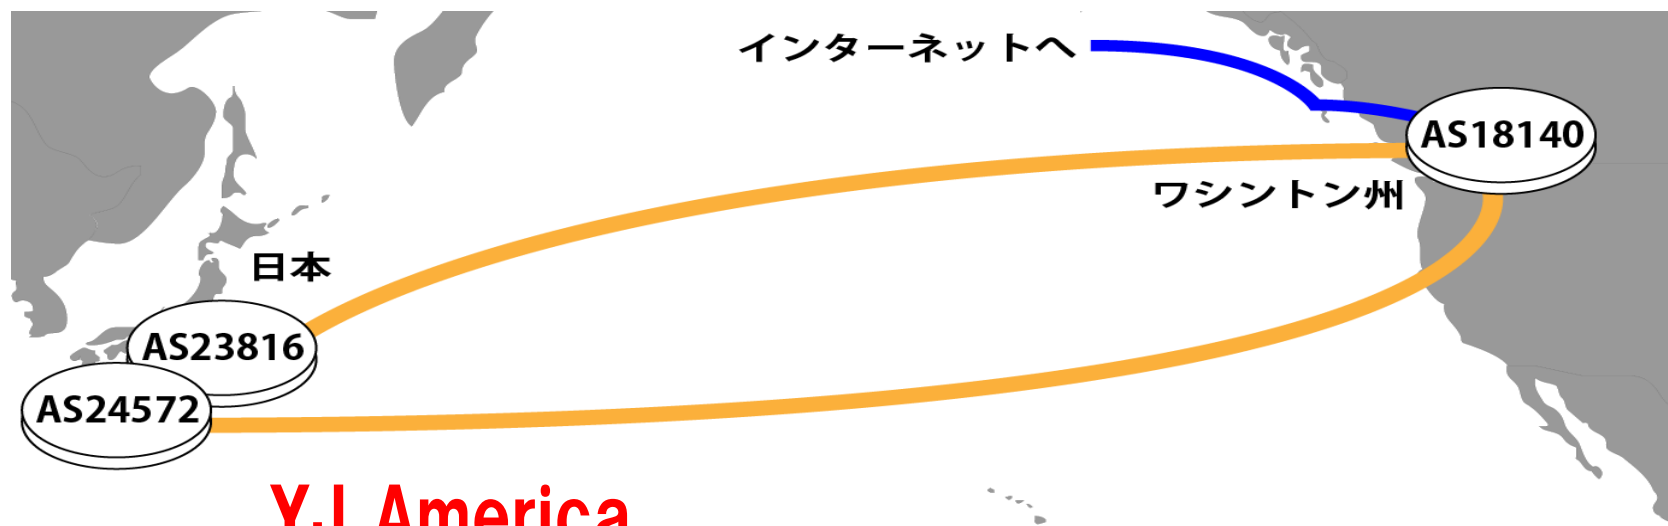 インターネットへ
AS18140
ワシントン州
日本
AS23816
AS24572
YJ America